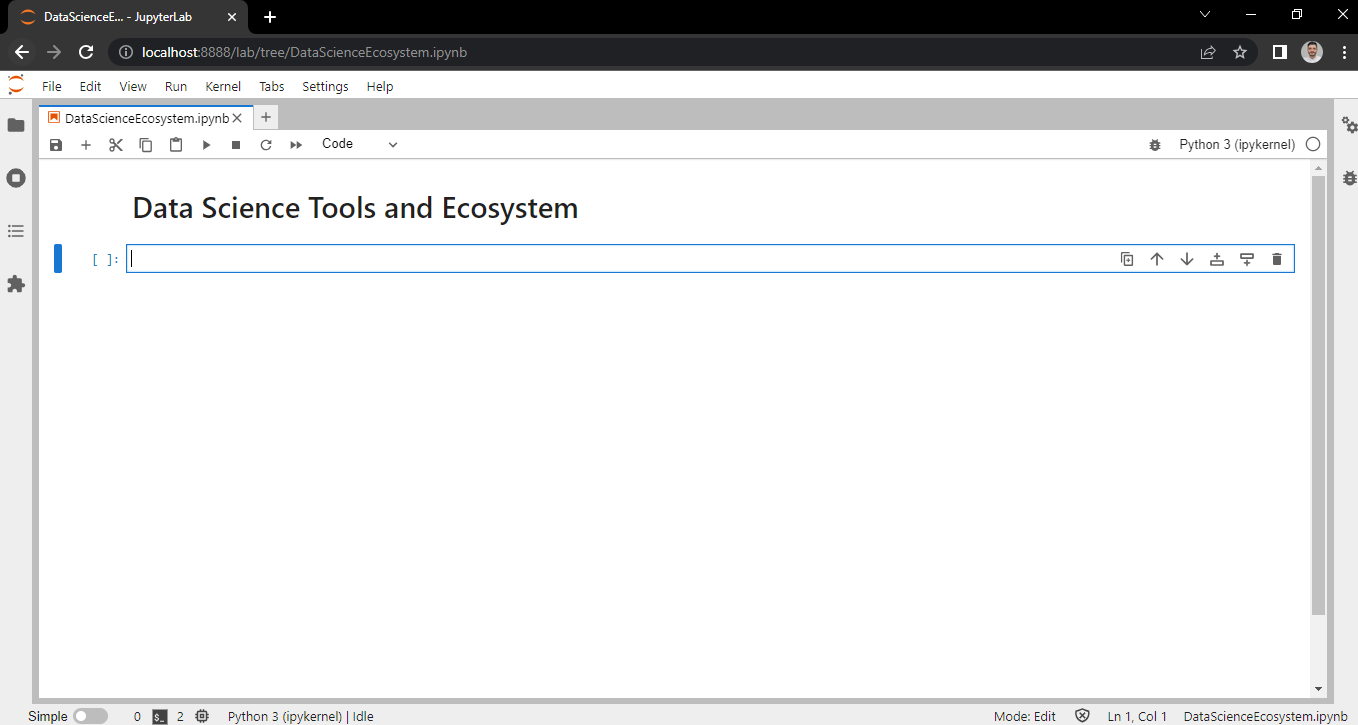 DataScienceE... - JupyterLab
localhost:8888/lab/tree/DataScienceEcosystem.ipynb
File Edit View Run Kernel Tabs Settings Help
DataScienceEcosystem.ipynb
Code Python 3 (ipykernel)
Data Science Tools and Ecosystem
[ ]:
Simple 0 $_ 2 Python 3 (ipykernel) | Idle Mode: Edit Ln 1, Col 1 DataScienceEcosystem.ipynb